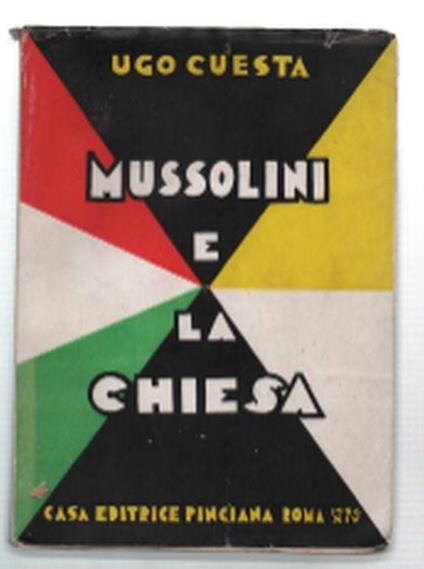 UGO CUESTA
MUSSOLINI
E
LA
CHIESA
CASA EDITRICE PINCIANA ROMA